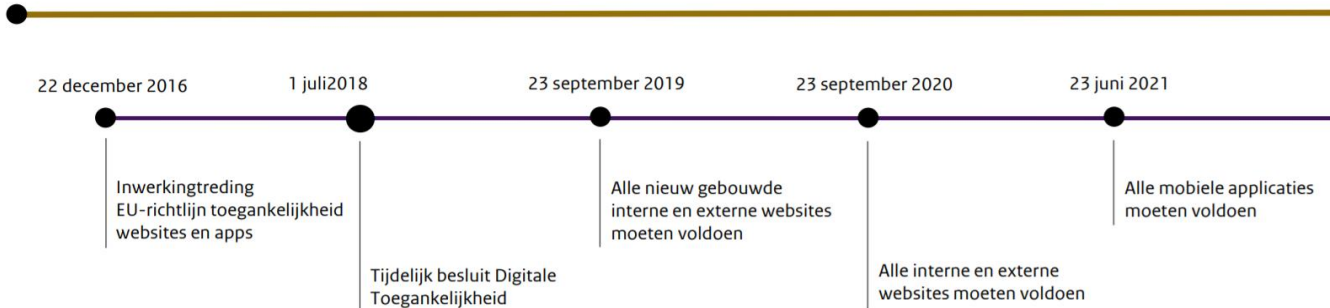 22 december 2016
1 juli2018
23 september 2019
23 september 2020
23 juni 2021
Inwerkingtreding
EU-richtlijn toegankelijkheid
websites en apps
Tijdelijk besluit Digitale
Toegankelijkheid
Alle nieuw gebouwde
interne en externe websites
moeten voldoen
Alle interne en externe
websites moeten voldoen
Alle mobiele applicaties
moeten voldoen